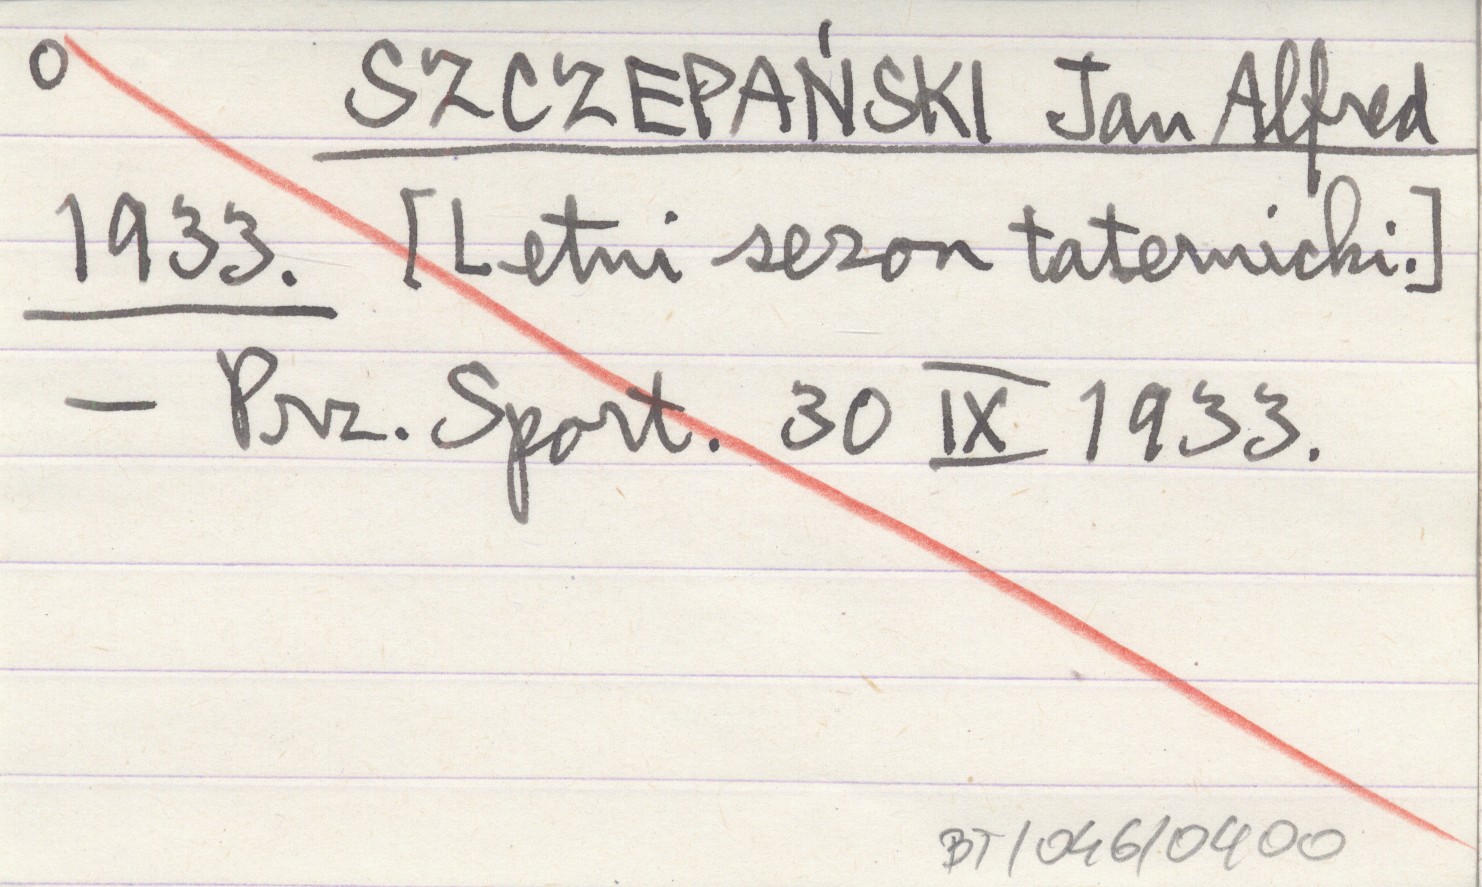 O SZCZEPAŃSKI Jan Alfred
1933. [Letni sezon taternicki.]
— Prz. Sport. 30 IX 1933.
BT/046/0400